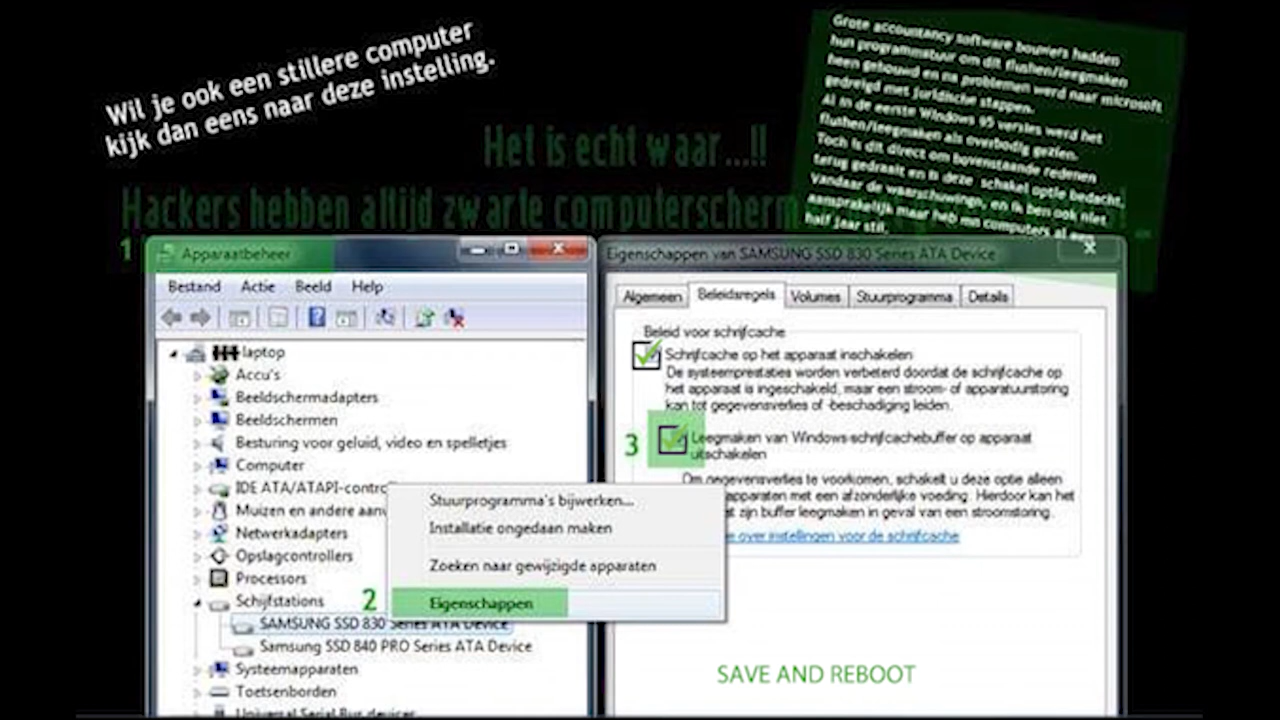 Wil je ook een stillere computer
kijk dan eens naar deze instelling.
Grote accountancy software bouwers hadden
hun programmatuur om dit flushen/leegmaken
heen gebouwd en na problemen werd naar microsoft
gedreigd met juridische stappen.
Al in de eerste Windows 95 versies werd het
flushen/leegmaken als overbodig gezien.
Toch is dit direct om bovenstaande redenen
terug gedraait en is deze schakel optie bedacht.
Vandaar de waarschuwingen, en ik ben ook niet
aansprakelijk maar heb mn computers al een
half jaar stil.
Het is echt waar...!!
Hackers hebben altijd zwarte computerscherm
1
Apparaatbeheer
Bestand Actie Beeld Help
laptop
Accu's
Beeldschermadapters
Beeldschermen
Besturing voor geluid, video en spelletjes
Computer
IDE ATA/ATAPI-contro
Muizen en andere aanv
Netwerkadapters
Opslagcontrollers
Processors
Schijfstations
SAMSUNG SSD 830 Series ATA Device
Samsung SSD 840 PRO Series ATA Device
Systeemapparaten
Toetsenborden
Universal Serial Bus devices
2
Stuurprogramma's bijwerken...
Installatie ongedaan maken
Zoeken naar gewijzigde apparaten
Eigenschappen
Eigenschappen van SAMSUNG SSD 830 Series ATA Device
Algemeen Beleidsregels Volumes Stuurprogramma Details
Beleid voor schrijfcache
Schrijfcache op het apparaat inschakelen
De systeemprestaties worden verbeterd doordat de schrijfcache op
het apparaat is ingeschakeld, maar een stroom- of apparatuurstoring
kan tot gegevensverlies of -beschadiging leiden.
3
Leegmaken van Windows-schrijfcachebuffer op apparaat
uitschakelen
Om gegevensverlies te voorkomen, schakelt u deze optie alleen
apparaten met een afzonderlijke voeding. Hierdoor kan het
at zijn buffer leegmaken in geval van een stroomstoring.
e over instellingen voor de schrijfcache
SAVE AND REBOOT